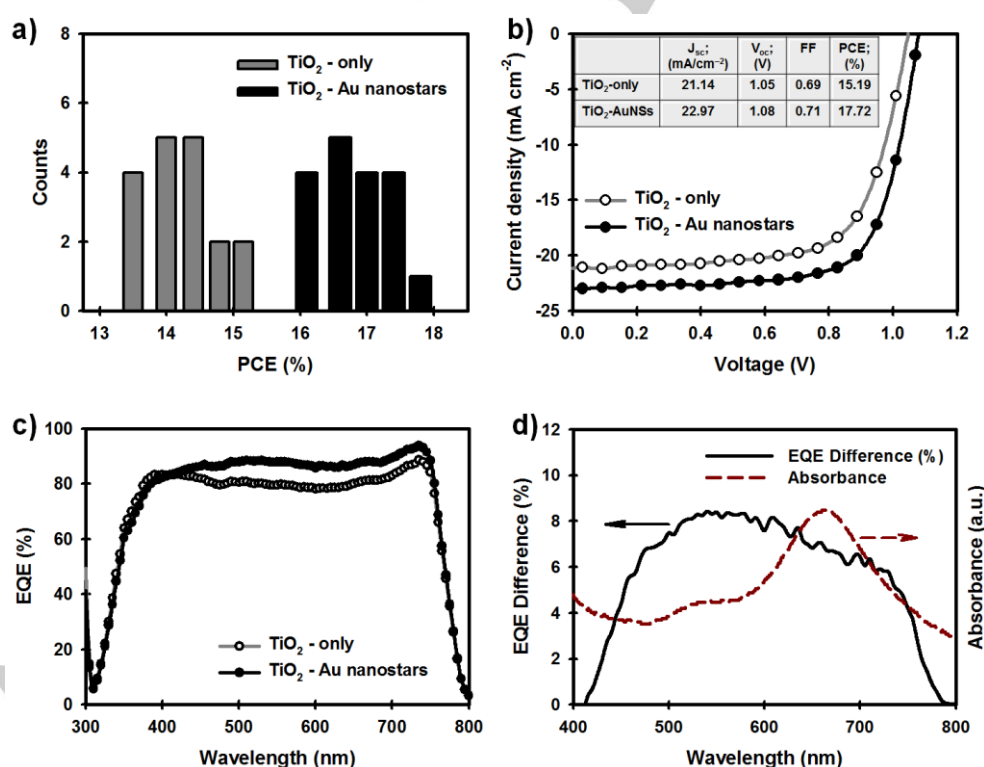 a)
8
6
4
2
0
Counts
TiO₂ - only
TiO₂ - Au nanostars
13 14 15 16 17 18
PCE (%)
b)
0
-5
-10
-15
-20
-25
Current density (mA cm⁻²)
J_SC; V_OC; FF PCE;
(mA/cm⁻²) (V) (%)
TiO₂-only 21.14 1.05 0.69 15.19
TiO₂-AuNSs 22.97 1.08 0.71 17.72
TiO₂ - only
TiO₂ - Au nanostars
0.0 0.2 0.4 0.6 0.8 1.0 1.2
Voltage (V)
c)
100
80
60
40
20
0
EQE (%)
TiO₂ - only
TiO₂ - Au nanostars
300 400 500 600 700 800
Wavelength (nm)
d)
12
10
8
6
4
2
0
EQE Difference (%)
EQE Difference (%)
Absorbance
Absorbance (a.u.)
400 500 600 700 800
Wavelength (nm)